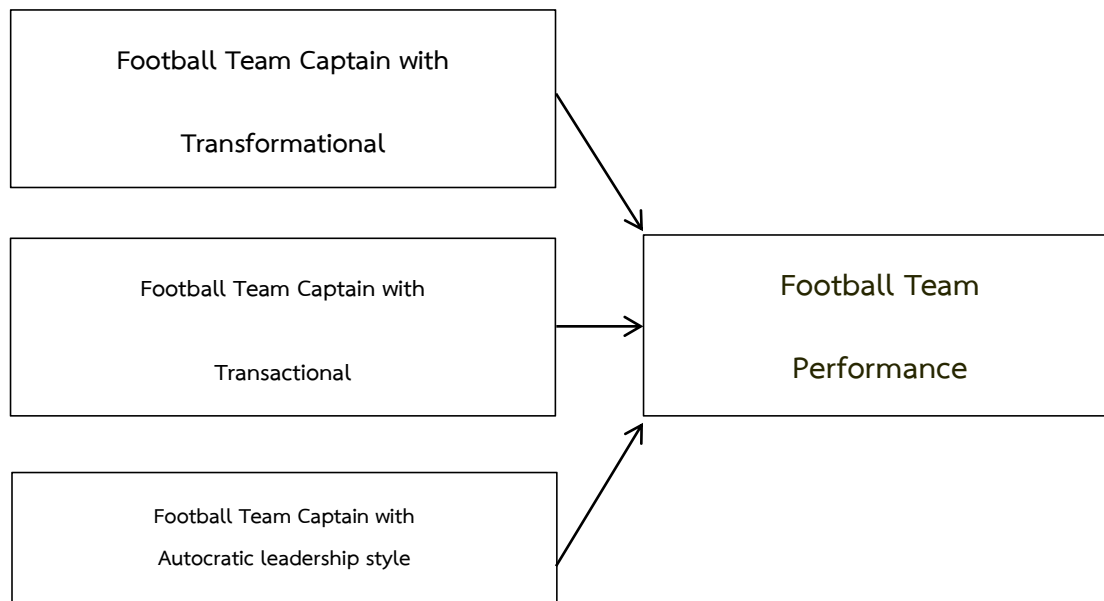 Football Team Captain with
Transformational
Football Team Captain with
Transactional
Football Team Captain with
Autocratic leadership style
Football Team
Performance